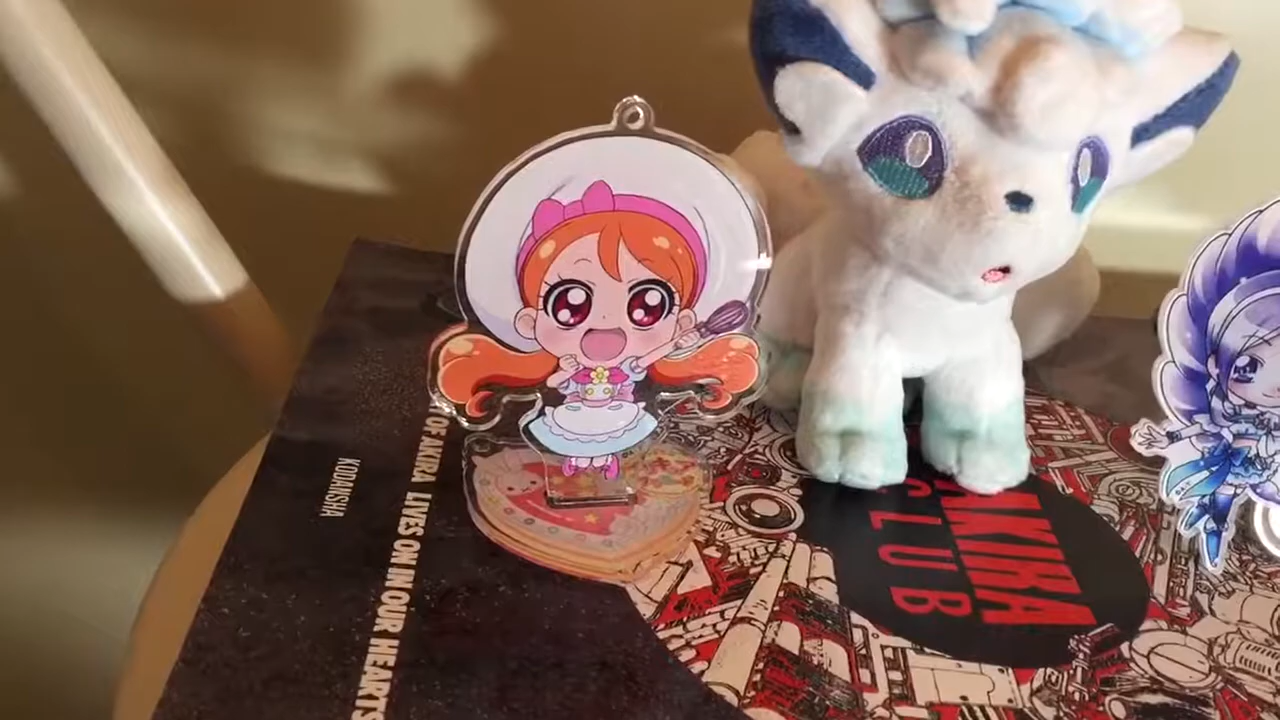 OF AKIRA LIVES ON IN OUR HEARTS
KODANSHA
AKIRA
CLUB